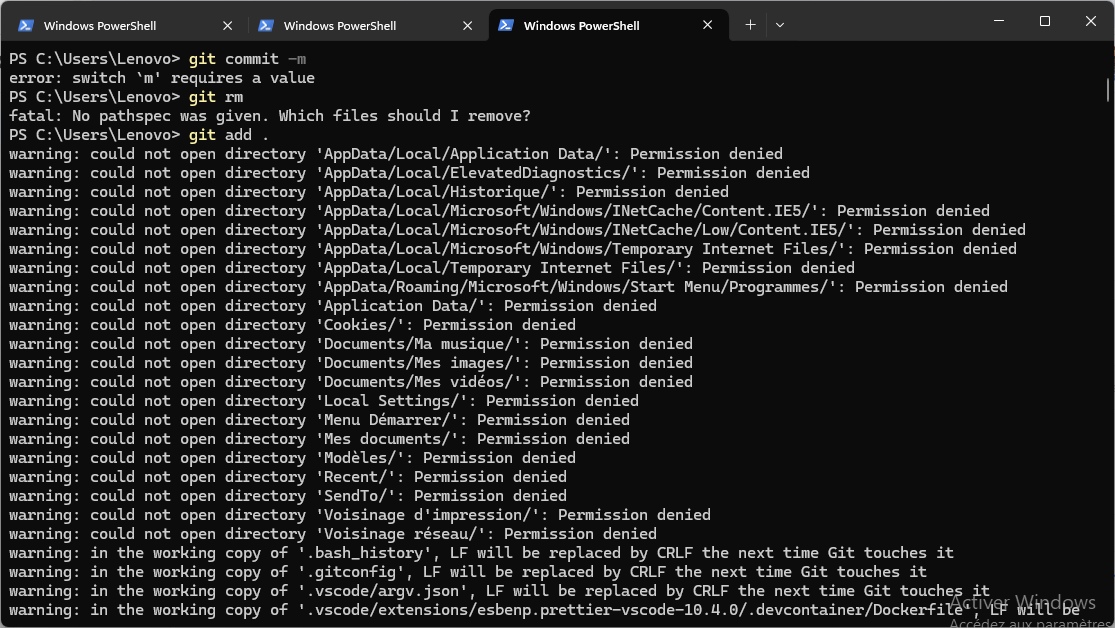 Windows PowerShell
Windows PowerShell
Windows PowerShell
PS C:\Users\Lenovo> git commit -m
error: switch `m' requires a value
PS C:\Users\Lenovo> git rm
fatal: No pathspec was given. Which files should I remove?
PS C:\Users\Lenovo> git add .
warning: could not open directory 'AppData/Local/Application Data/': Permission denied
warning: could not open directory 'AppData/Local/ElevatedDiagnostics/': Permission denied
warning: could not open directory 'AppData/Local/Historique/': Permission denied
warning: could not open directory 'AppData/Local/Microsoft/Windows/INetCache/Content.IE5/': Permission denied
warning: could not open directory 'AppData/Local/Microsoft/Windows/INetCache/Low/Content.IE5/': Permission denied
warning: could not open directory 'AppData/Local/Microsoft/Windows/Temporary Internet Files/': Permission denied
warning: could not open directory 'AppData/Local/Temporary Internet Files/': Permission denied
warning: could not open directory 'AppData/Roaming/Microsoft/Windows/Start Menu/Programmes/': Permission denied
warning: could not open directory 'Application Data/': Permission denied
warning: could not open directory 'Cookies/': Permission denied
warning: could not open directory 'Documents/Ma musique/': Permission denied
warning: could not open directory 'Documents/Mes images/': Permission denied
warning: could not open directory 'Documents/Mes vidéos/': Permission denied
warning: could not open directory 'Local Settings/': Permission denied
warning: could not open directory 'Menu Démarrer/': Permission denied
warning: could not open directory 'Mes documents/': Permission denied
warning: could not open directory 'Modèles/': Permission denied
warning: could not open directory 'Recent/': Permission denied
warning: could not open directory 'SendTo/': Permission denied
warning: could not open directory 'Voisinage d'impression/': Permission denied
warning: could not open directory 'Voisinage réseau/': Permission denied
warning: in the working copy of '.bash_history', LF will be replaced by CRLF the next time Git touches it
warning: in the working copy of '.gitconfig', LF will be replaced by CRLF the next time Git touches it
warning: in the working copy of '.vscode/argv.json', LF will be replaced by CRLF the next time Git touches it
warning: in the working copy of '.vscode/extensions/esbenp.prettier-vscode-10.4.0/.devcontainer/Dockerfile', LF will be
Activer Windows
Accédez aux paramètres